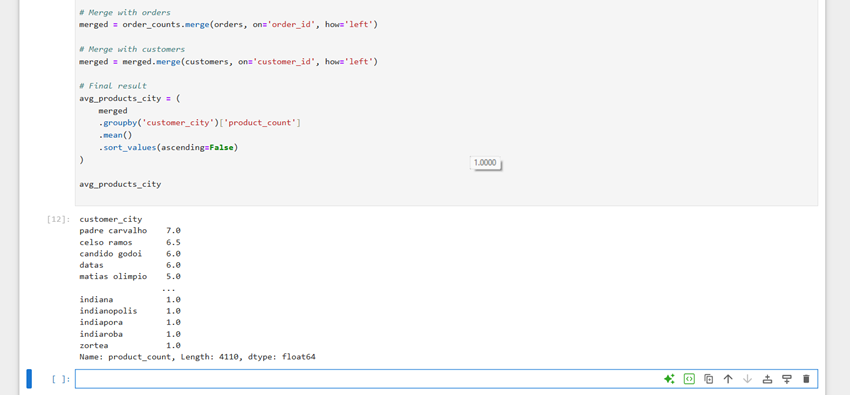 # Merge with orders
merged = order_counts.merge(orders, on='order_id', how='left')
# Merge with customers
merged = merged.merge(customers, on='customer_id', how='left')
# Final result
avg_products_city = (
    merged
    .groupby('customer_city')['product_count']
    .mean()
    .sort_values(ascending=False)
)
1.0000
avg_products_city
[12]: customer_city
padre carvalho    7.0
celso ramos       6.5
candido godoi     6.0
datas             6.0
matias olimpio    5.0
...
indiana           1.0
indianopolis      1.0
indiapora         1.0
indiaroba         1.0
zortea            1.0
Name: product_count, Length: 4110, dtype: float64
[ ]: